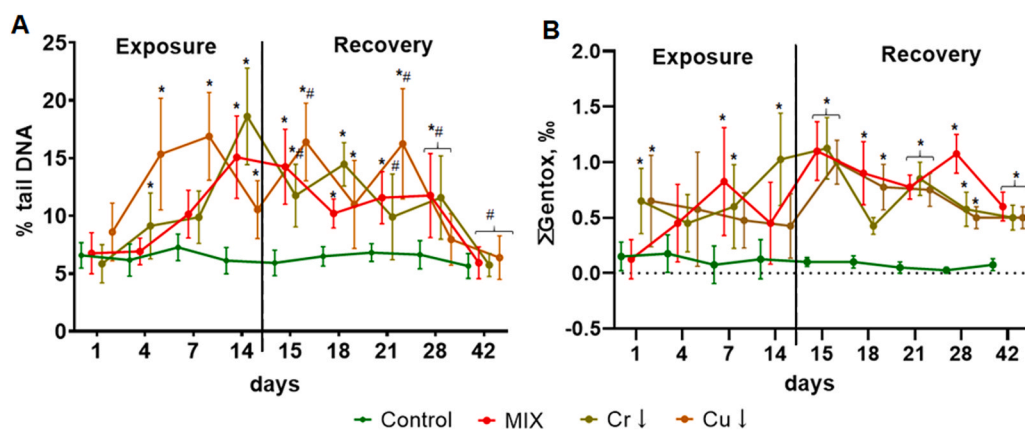 A
Exposure
Recovery
% tail DNA
25
20
15
10
5
0
* * * * * * * *# *# * * * *# *# *# #
1 4 7 14 15 18 21 28 42
days
B
Exposure
Recovery
ΣGentox, ‰
2.0
1.5
1.0
0.5
0.0
-0.5
* * * * * * * * * * * * *
1 4 7 14 15 18 21 28 42
days
Control MIX Cr ↓ Cu ↓